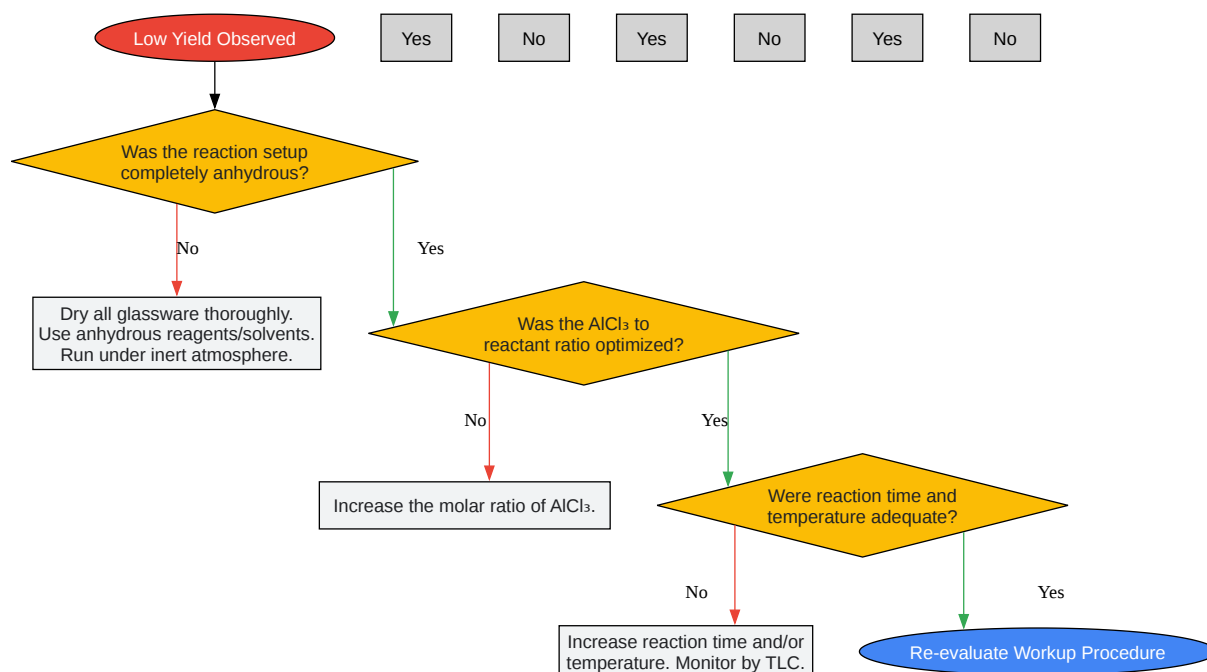 Low Yield Observed
Yes
No
Yes
No
Yes
No
Was the reaction setup
completely anhydrous?
No
Yes
Dry all glassware thoroughly.
Use anhydrous reagents/solvents.
Run under inert atmosphere.
Was the AlCl₃ to
reactant ratio optimized?
No
Yes
Increase the molar ratio of AlCl₃.
Were reaction time and
temperature adequate?
No
Yes
Increase reaction time and/or
temperature. Monitor by TLC.
Re-evaluate Workup Procedure